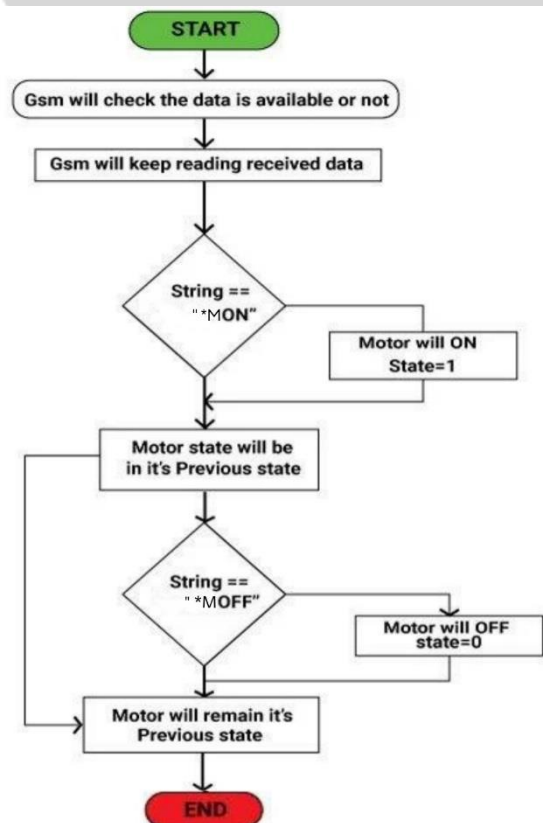 START
Gsm will check the data is available or not
Gsm will keep reading received data
String ==
" *MON"
Motor will ON
State=1
Motor state will be
in it's Previous state
String ==
" *MOFF"
Motor will OFF
state=0
Motor will remain it's
Previous state
END